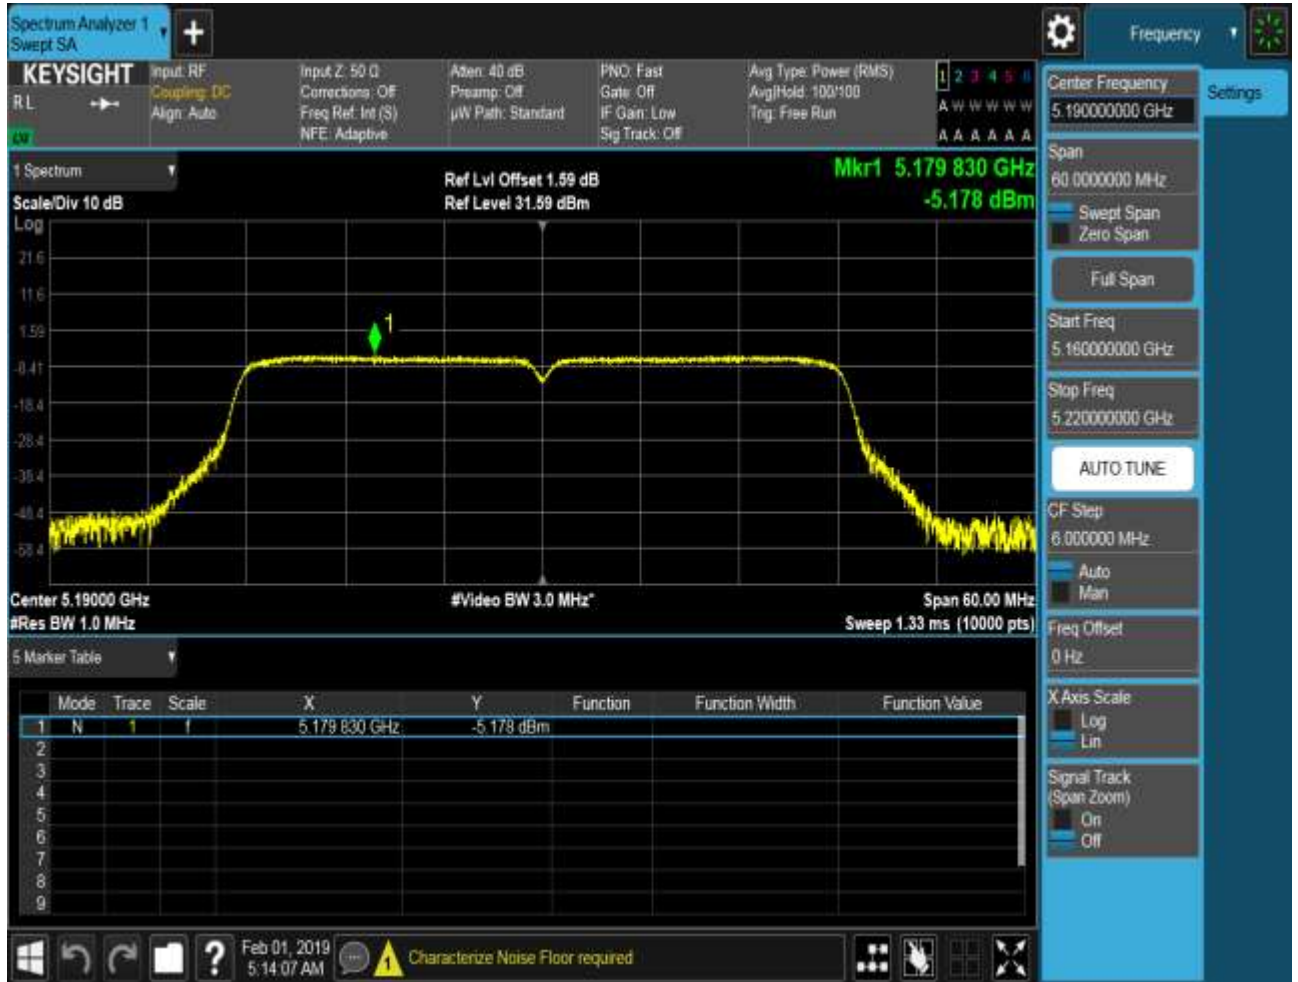 Spectrum Analyzer 1
Swept SA
Frequency
KEYSIGHT
R L
Input: RF
Coupling: DC
Align: Auto
Input Z: 50 Ω
Corrections: Off
Freq Ref: Int (S)
NFE: Adaptive
Atten: 40 dB
Preamp: Off
µW Path: Standard
PNO: Fast
Gate: Off
IF Gain: Low
Sig Track: Off
Avg Type: Power (RMS)
Avg|Hold: 100/100
Trig: Free Run
1 2 3 4 5 6
A W W W W W
A A A A A A
1 Spectrum
Scale/Div 10 dB
Ref Lvl Offset 1.59 dB
Ref Level 31.59 dBm
Mkr1 5.179 830 GHz
-5.178 dBm
Log
21.6
11.6
1.59
-8.41
-18.4
-28.4
-38.4
-48.4
-58.4
1
Center 5.19000 GHz
#Res BW 1.0 MHz
#Video BW 3.0 MHz*
Span 60.00 MHz
Sweep 1.33 ms (10000 pts)
5 Marker Table
Mode Trace Scale X Y Function Function Width Function Value
1 N 1 f 5.179 830 GHz -5.178 dBm
2
3
4
5
6
7
8
9
Feb 01, 2019
5:14:07 AM
1
Characterize Noise Floor required
Settings
Center Frequency
5.190000000 GHz
Span
60.0000000 MHz
Swept Span
Zero Span
Full Span
Start Freq
5.160000000 GHz
Stop Freq
5.220000000 GHz
AUTO TUNE
CF Step
6.000000 MHz
Auto
Man
Freq Offset
0 Hz
X Axis Scale
Log
Lin
Signal Track
(Span Zoom)
On
Off